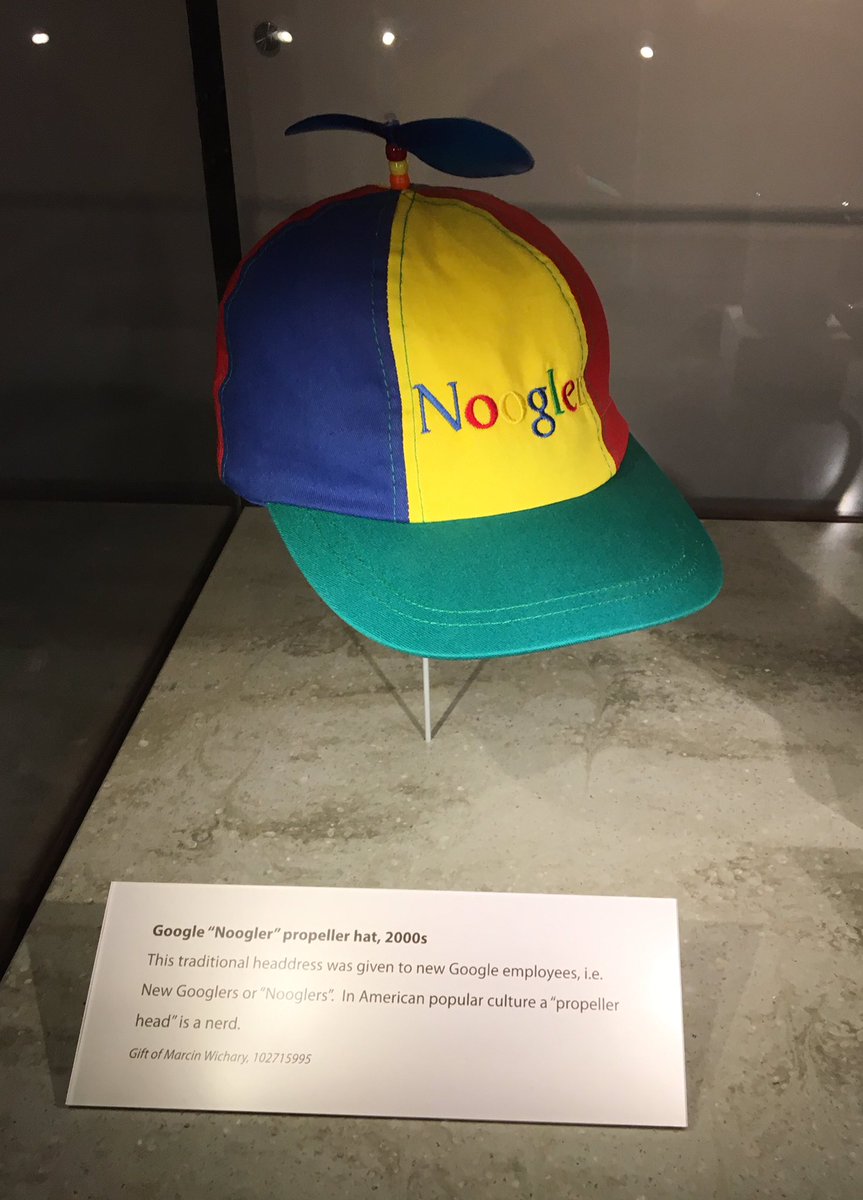 Noogler
Google “Noogler” propeller hat, 2000s
This traditional headdress was given to new Google employees, i.e.
New Googlers or “Nooglers”. In American popular culture a “propeller
head” is a nerd.
Gift of Marcin Wichary, 102715995